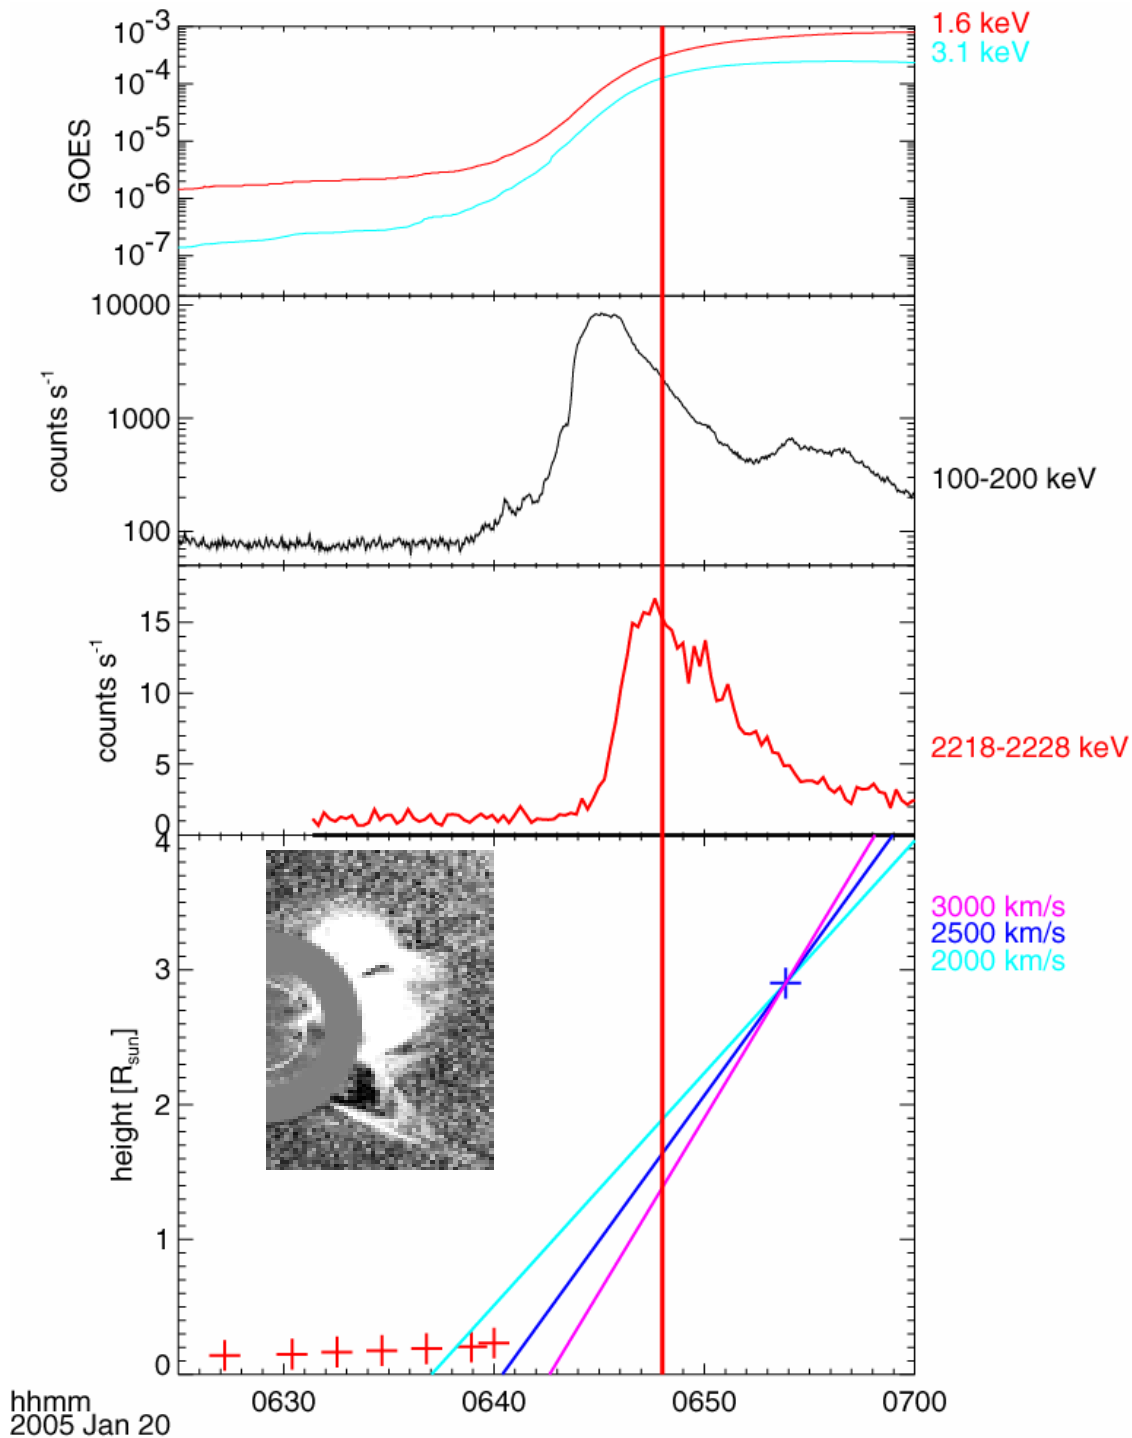 10-3
10-4
10-5
10-6
10-7
GOES
1.6 keV
3.1 keV
10000
1000
100
counts s-1
100-200 keV
15
10
5
0
counts s-1
2218-2228 keV
4
3
2
1
0
height [Rsun]
3000 km/s
2500 km/s
2000 km/s
hhmm 0630 0640 0650 0700
2005 Jan 20